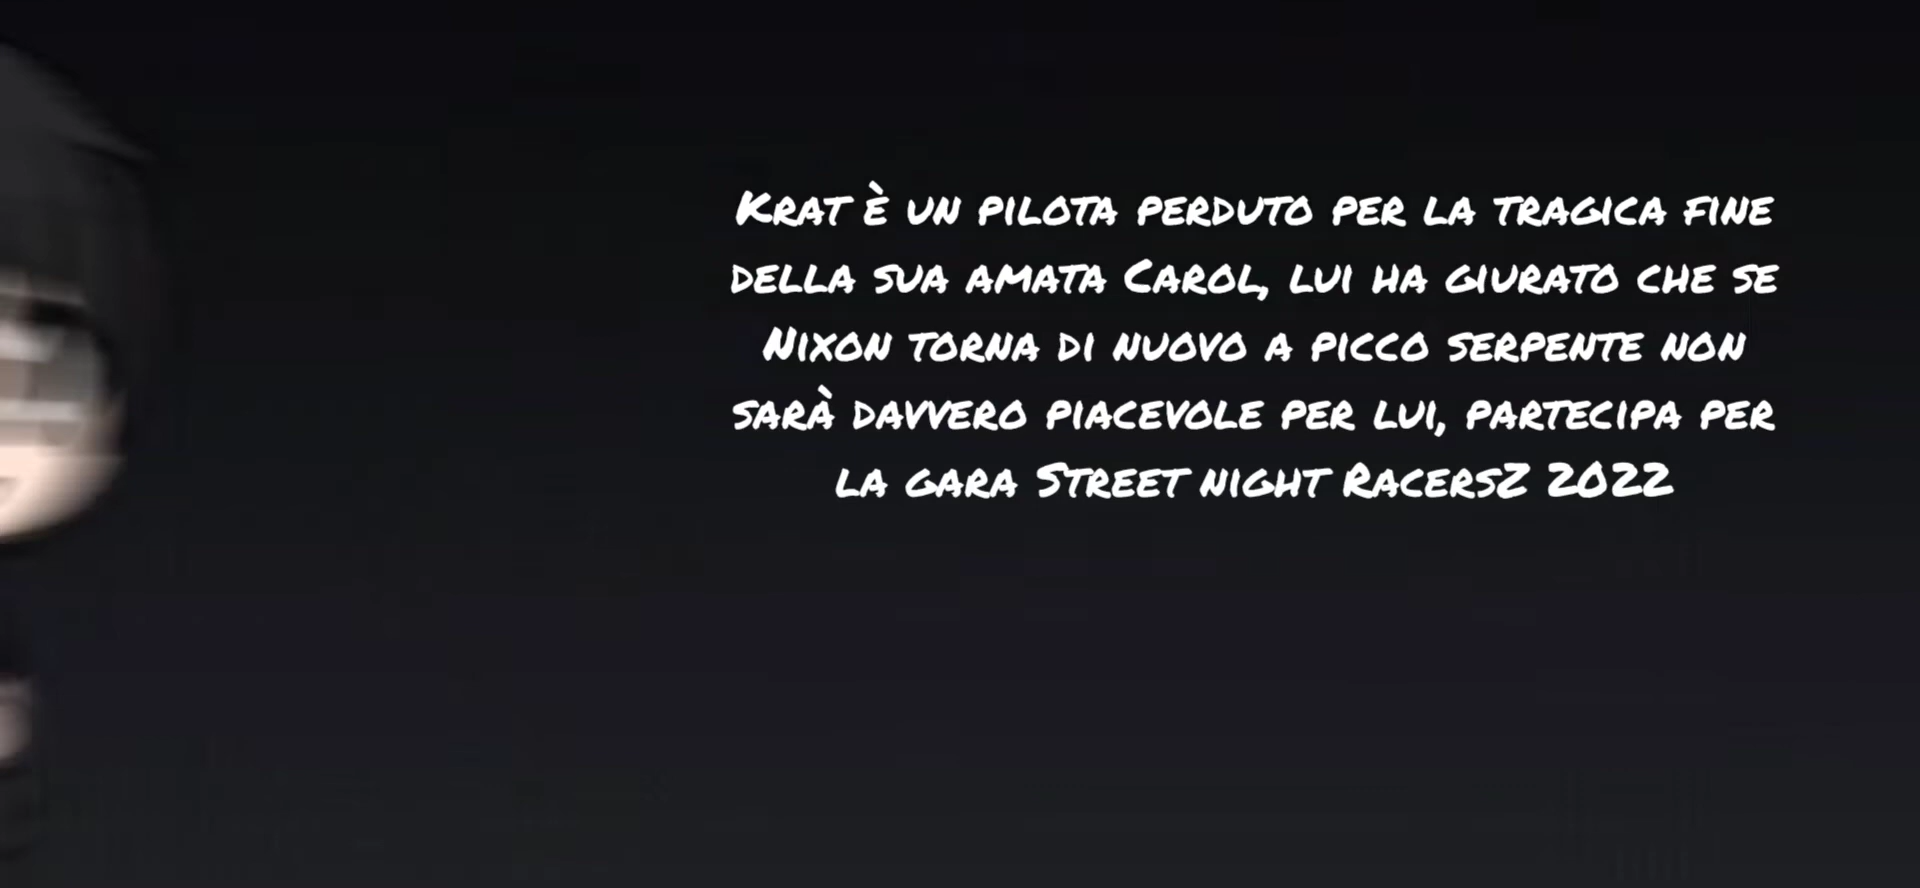 Krat è un pilota perduto per la tragica fine
della sua amata Carol, lui ha giurato che se
Nixon torna di nuovo a picco serpente non
sarà davvero piacevole per lui, partecipa per
la gara Street night RacersZ 2022